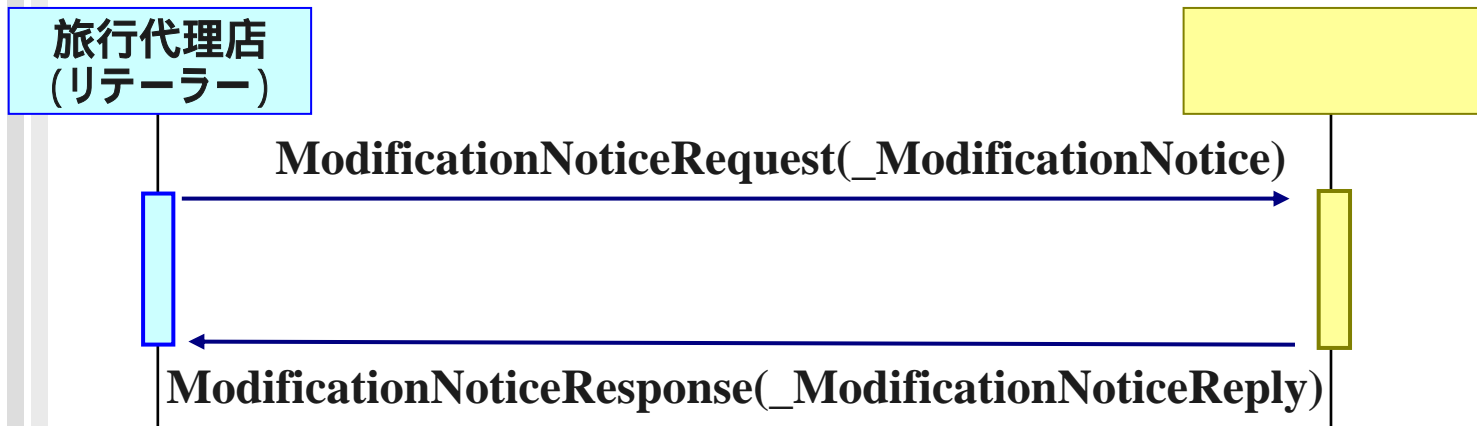 旅行代理店
(リテーラー)
ModificationNoticeRequest(_ModificationNotice)
ModificationNoticeResponse(_ModificationNoticeReply)